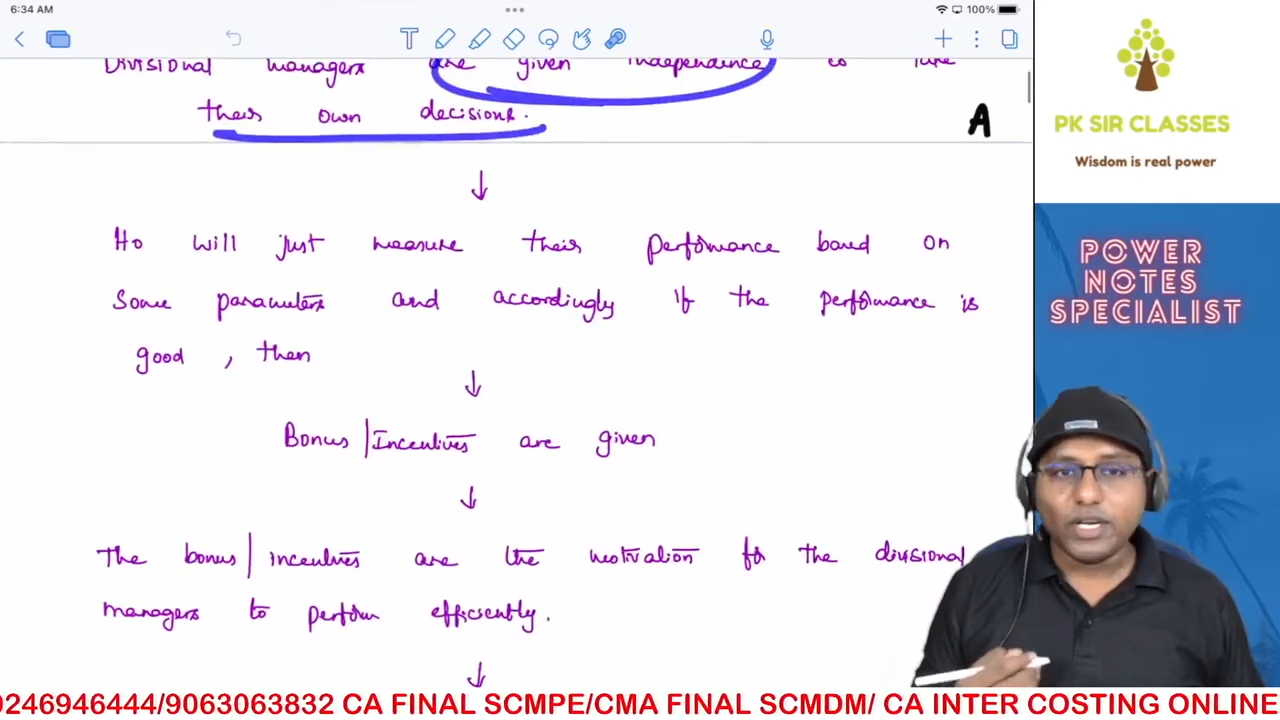 6:34 AM
100%
Divisional managers are given independence to take
their own decisions.
A
↓
Ho will just measure their performance based on
some parameters and accordingly if the performance is
good, then
↓
Bonus | Incentives are given
↓
The bonus | incentives are the motivation for the divisional
managers to perform efficiently.
↓
PK SIR CLASSES
Wisdom is real power
POWER
NOTES
SPECIALIST
9246946444/9063063832 CA FINAL SCMPE/CMA FINAL SCMDM/ CA INTER COSTING ONLINE